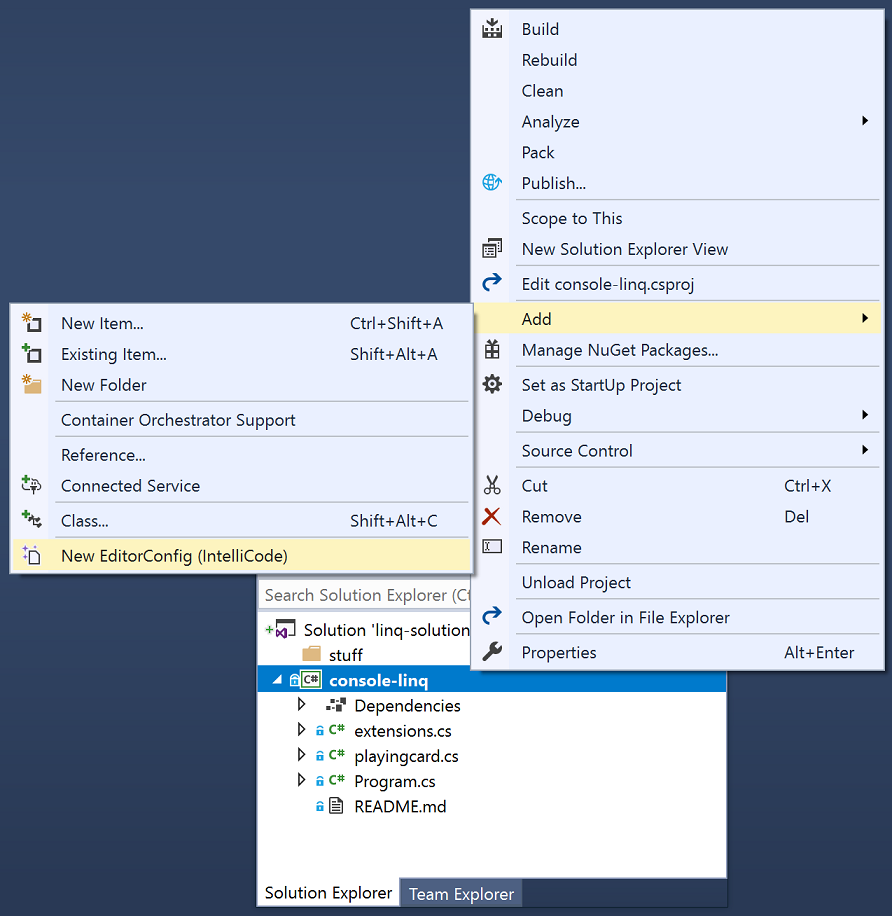 Build
Rebuild
Clean
Analyze
Pack
Publish...
Scope to This
New Solution Explorer View
Edit console-linq.csproj
Add
Manage NuGet Packages...
Set as StartUp Project
Debug
Source Control
Cut Ctrl+X
Remove Del
Rename
Unload Project
Open Folder in File Explorer
Properties Alt+Enter
New Item... Ctrl+Shift+A
Existing Item... Shift+Alt+A
New Folder
Container Orchestrator Support
Reference...
Connected Service
Class... Shift+Alt+C
New EditorConfig (IntelliCode)
Search Solution Explorer (Ct
Solution 'linq-solution
stuff
C# console-linq
Dependencies
C# extensions.cs
C# playingcard.cs
C# Program.cs
README.md
Solution Explorer Team Explorer